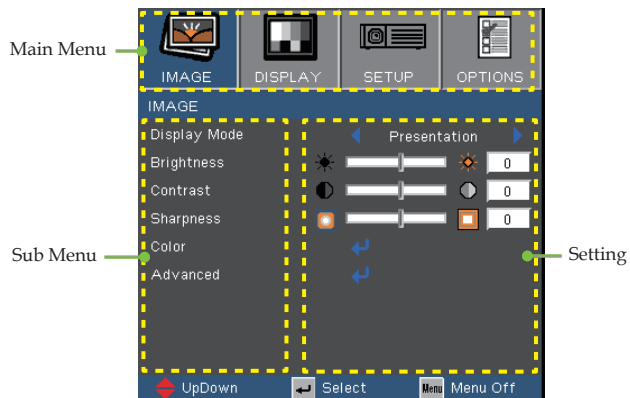 Main Menu
IMAGE DISPLAY SETUP OPTIONS
IMAGE
Display Mode Presentation
Brightness 0
Contrast 0
Sharpness 0
Color
Advanced
Sub Menu
Setting
UpDown Select Menu Menu Off